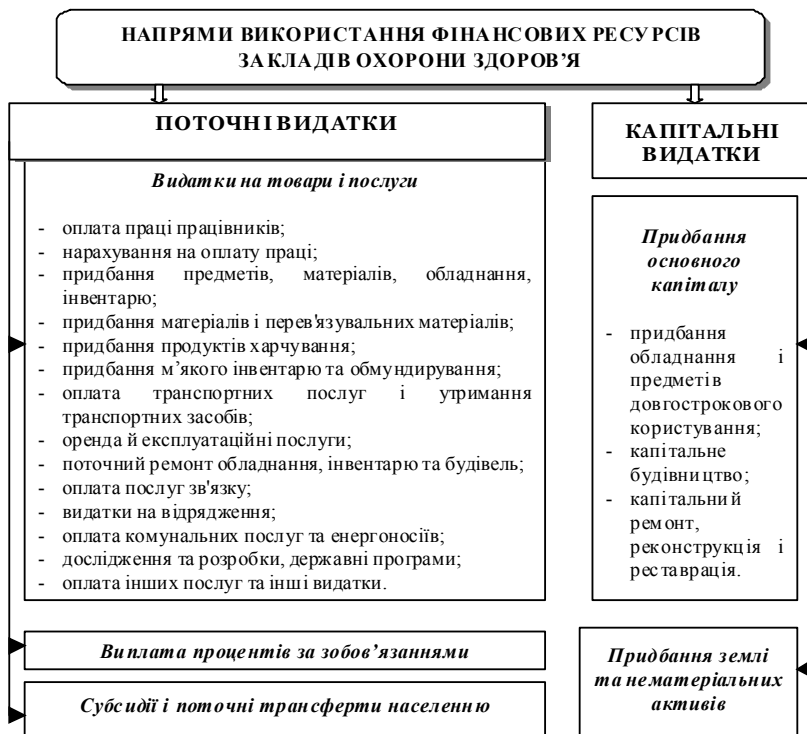 НАПРЯМИ ВИКОРИСТАННЯ ФІНАНСОВИХ РЕСУРСІВ
ЗАКЛАДІВ ОХОРОНИ ЗДОРОВ’Я
ПОТОЧНІ ВИДАТКИ
Видатки на товари і послуги
- оплата праці працівників;
- нарахування на оплату праці;
- придбання предметів, матеріалів, обладнання,
інвентарю;
- придбання матеріалів і перев'язувальних матеріалів;
- придбання продуктів харчування;
- придбання м’якого інвентарю та обмундирування;
- оплата транспортних послуг і утримання
транспортних засобів;
- оренда й експлуатаційні послуги;
- поточний ремонт обладнання, інвентарю та будівель;
- оплата послуг зв'язку;
- видатки на відрядження;
- оплата комунальних послуг та енергоносіїв;
- дослідження та розробки, державні програми;
- оплата інших послуг та інші видатки.
Виплата процентів за зобов’язаннями
Субсидії і поточні трансферти населенню
КАПІТАЛЬНІ
ВИДАТКИ
Придбання
основного
капіталу
- придбання
обладнання і
предметів
довгострокового
користування;
- капітальне
будівництво;
- капітальний
ремонт,
реконструкція і
реставрація.
Придбання землі
та нематеріальних
активів